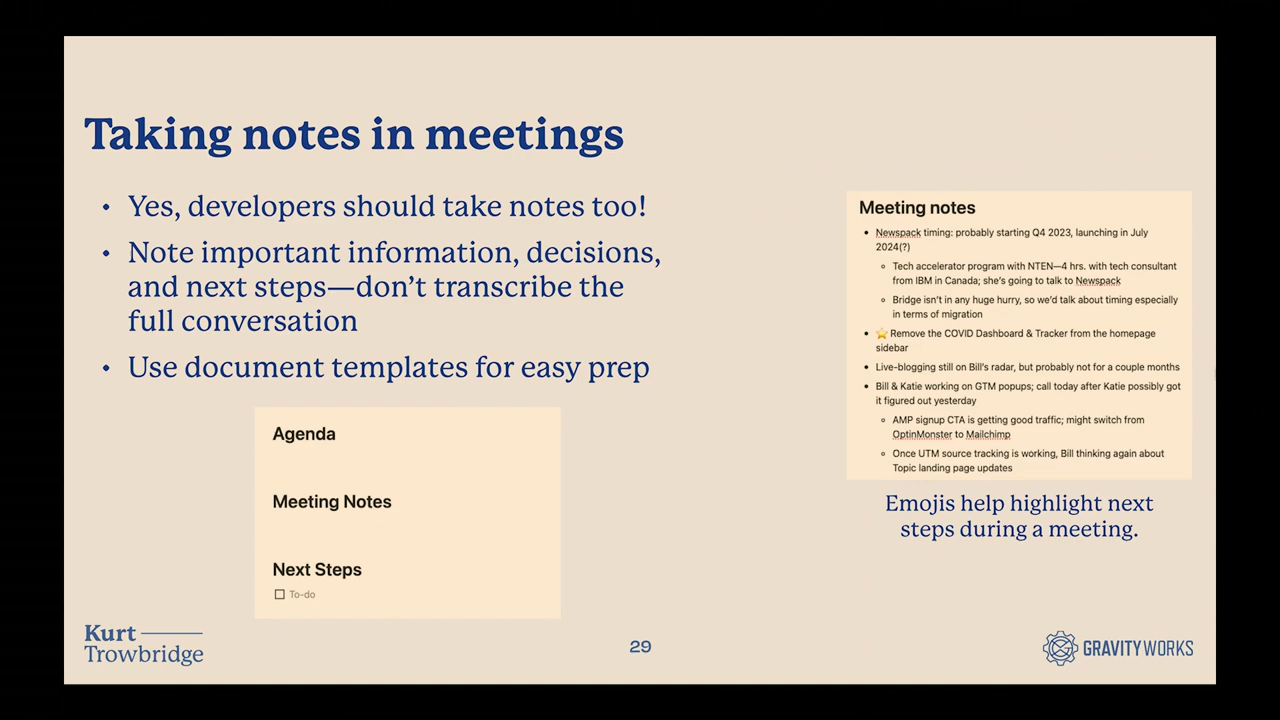 Taking notes in meetings
• Yes, developers should take notes too!
• Note important information, decisions,
and next steps—don’t transcribe the
full conversation
• Use document templates for easy prep
Agenda
Meeting Notes
Next Steps
To-do
Meeting notes
• Newspack timing: probably starting Q4 2023, launching in July
2024(?)
◦ Tech accelerator program with NTEN—4 hrs. with tech consultant
from IBM in Canada; she’s going to talk to Newspack
◦ Bridge isn’t in any huge hurry, so we’d talk about timing especially
in terms of migration
• ⭐ Remove the COVID Dashboard & Tracker from the homepage
sidebar
• Live-blogging still on Bill’s radar, but probably not for a couple months
• Bill & Katie working on GTM popups; call today after Katie possibly got
it figured out yesterday
◦ AMP signup CTA is getting good traffic; might switch from
OptinMonster to Mailchimp
◦ Once UTM source tracking is working, Bill thinking again about
Topic landing page updates
Emojis help highlight next
steps during a meeting.
Kurt
Trowbridge
29
GRAVITYWORKS